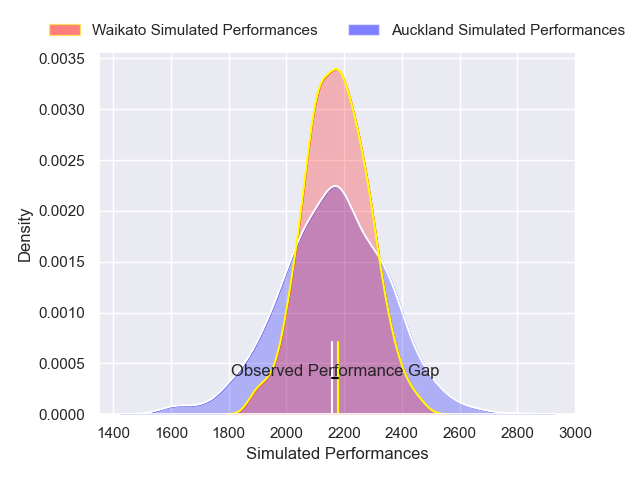 Waikato Simulated Performances
Auckland Simulated Performances
0.0035
0.0030
0.0025
0.0020
0.0015
0.0010
0.0005
0.0000
Density
Observed Performance Gap
1400 1600 1800 2000 2200 2400 2600 2800 3000
Simulated Performances